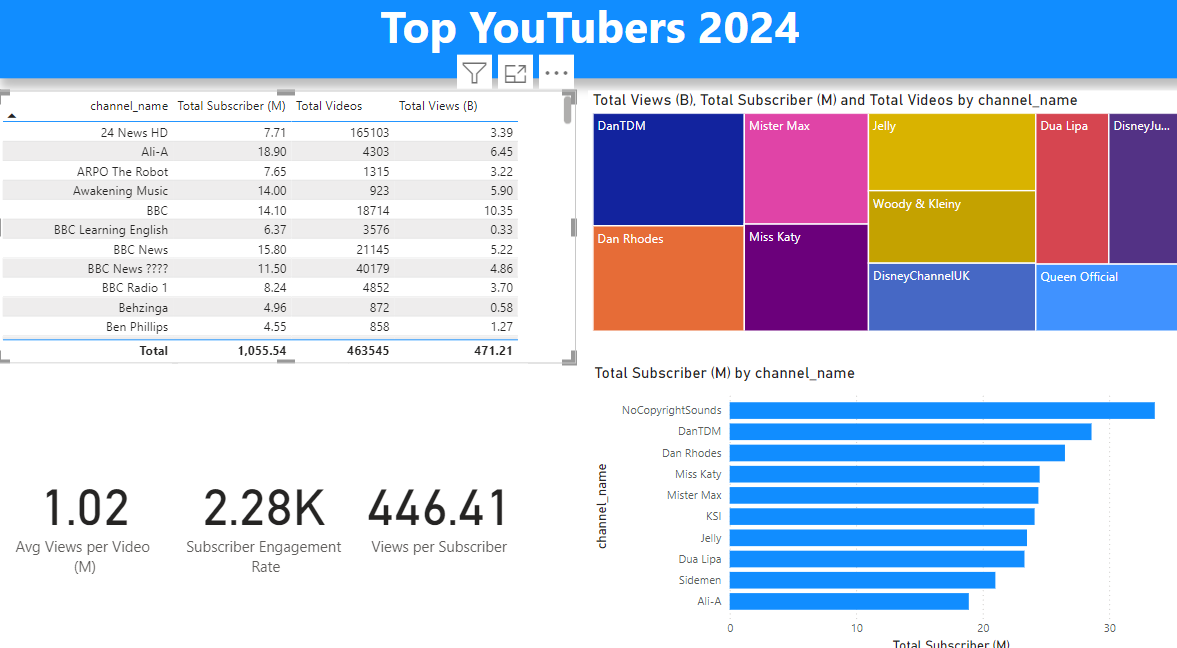 Top YouTubers 2024
channel_name Total Subscriber (M) Total Videos Total Views (B)
24 News HD 7.71 165103 3.39
Ali-A 18.90 4303 6.45
ARPO The Robot 7.65 1315 3.22
Awakening Music 14.00 923 5.90
BBC 14.10 18714 10.35
BBC Learning English 6.37 3576 0.33
BBC News 15.80 21145 5.22
BBC News ???? 11.50 40179 4.86
BBC Radio 1 8.24 4852 3.70
Behzinga 4.96 872 0.58
Ben Phillips 4.55 858 1.27
Total 1,055.54 463545 471.21
1.02
Avg Views per Video
(M)
2.28K
Subscriber Engagement
Rate
446.41
Views per Subscriber
Total Views (B), Total Subscriber (M) and Total Videos by channel_name
DanTDM
Dan Rhodes
Mister Max
Miss Katy
Jelly
Woody & Kleiny
DisneyChannelUK
Dua Lipa
DisneyJu...
Queen Official
Total Subscriber (M) by channel_name
channel_name
NoCopyrightSounds
DanTDM
Dan Rhodes
Miss Katy
Mister Max
KSI
Jelly
Dua Lipa
Sidemen
Ali-A
0 10 20 30
Total Subscriber (M)